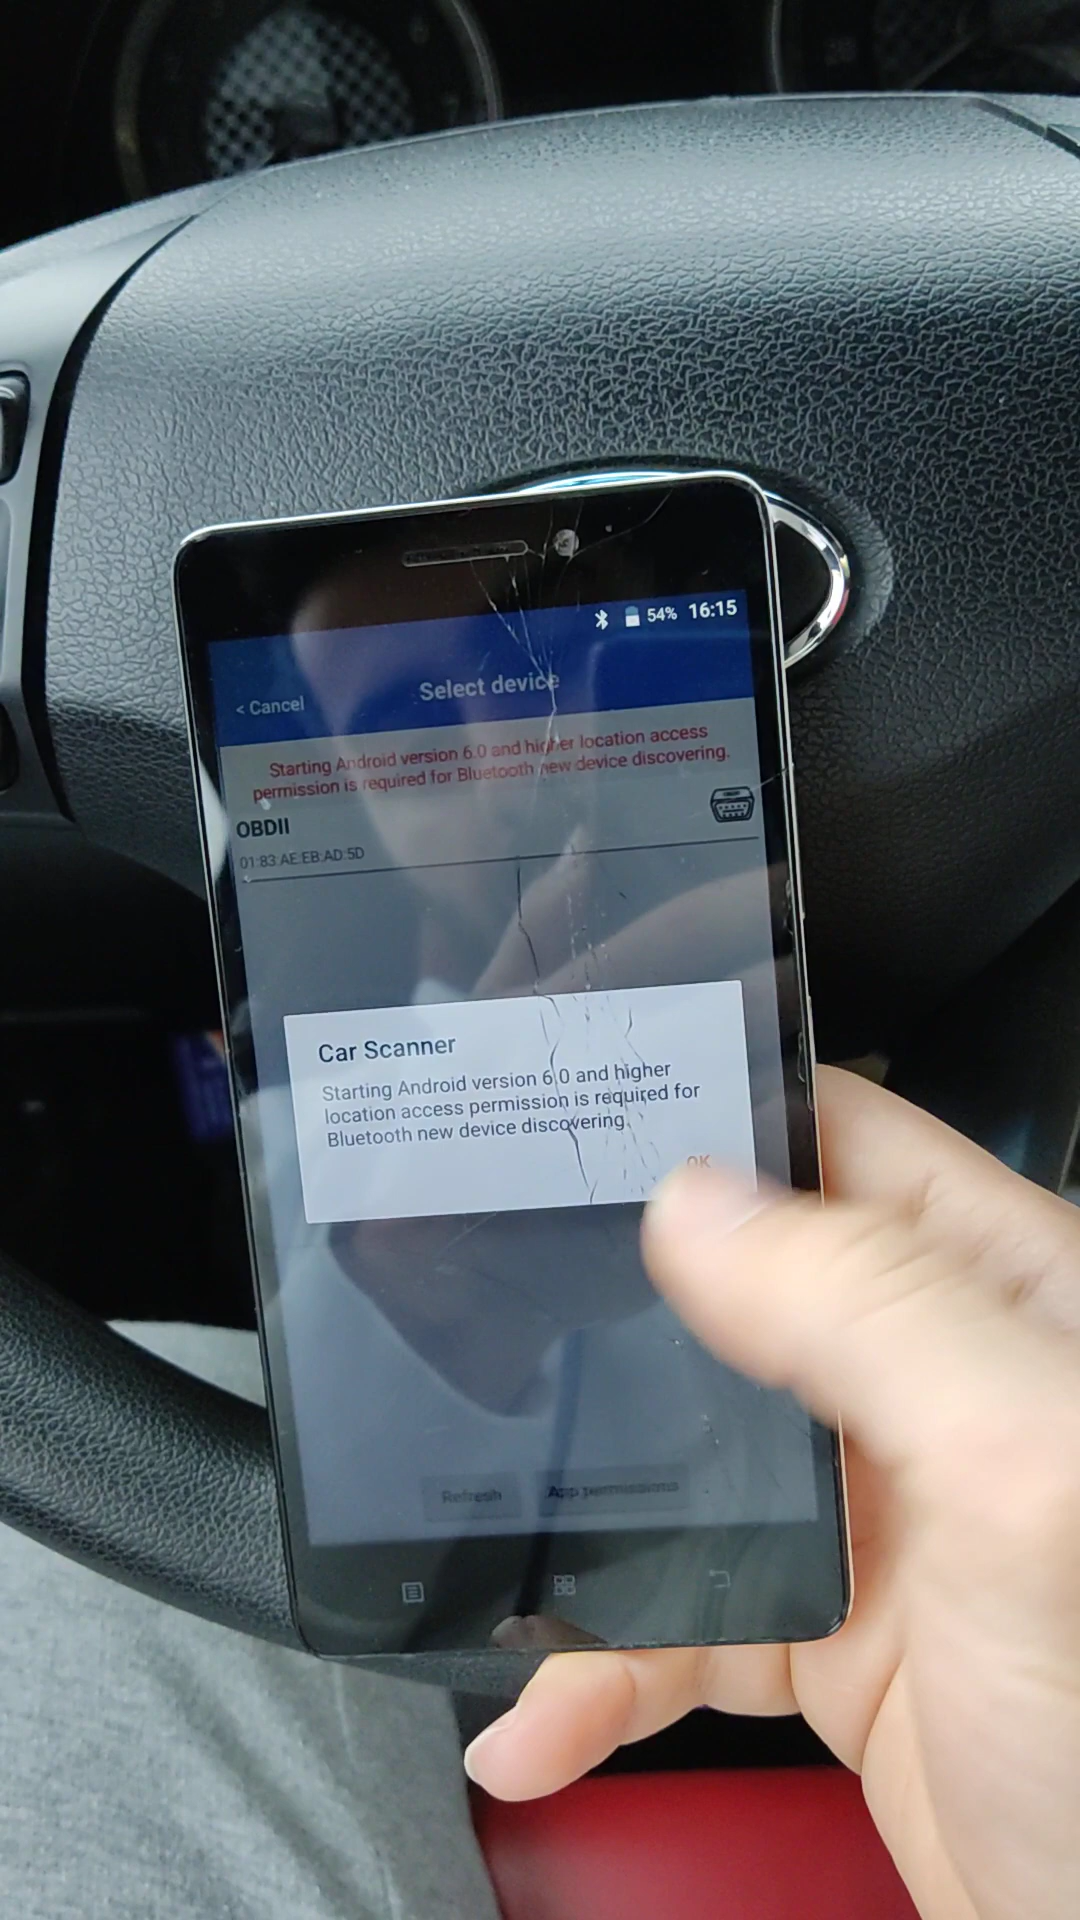 54% 16:15
< Cancel
Select device
Starting Android version 6.0 and higher location access
permission is required for Bluetooth new device discovering.
OBDII
01:83:AE:EB:AD:5D
Car Scanner
Starting Android version 6.0 and higher
location access permission is required for
Bluetooth new device discovering.
OK
Refresh App permissions